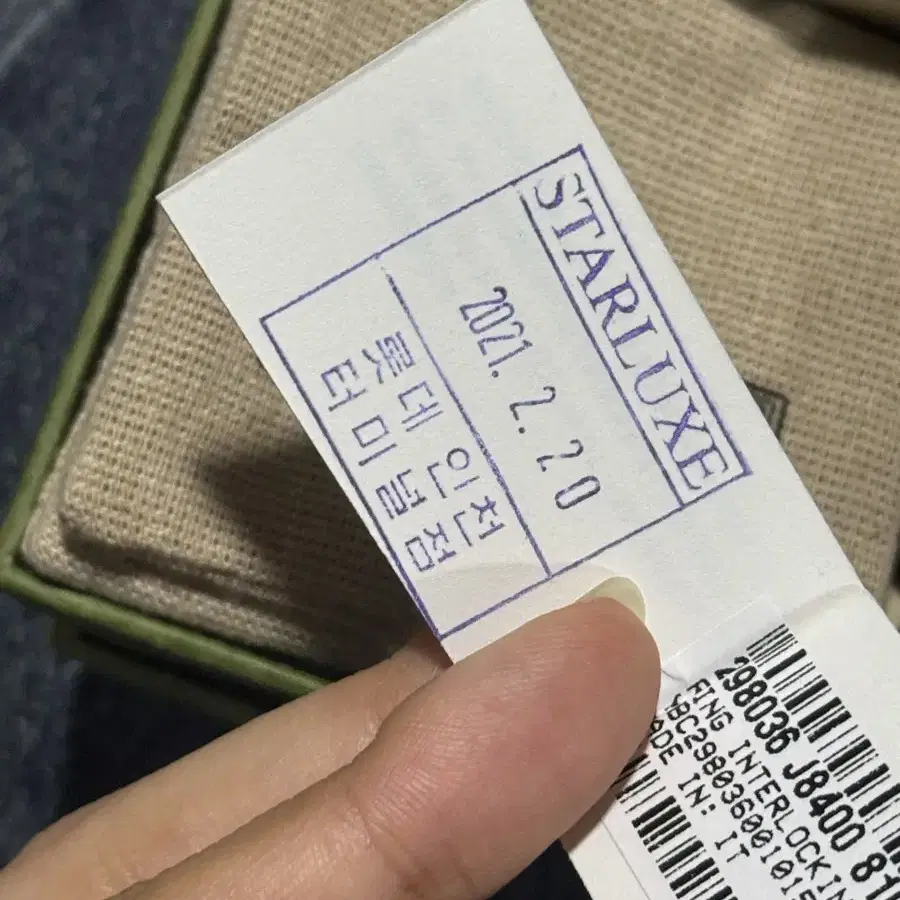 STARLUXE
2021. 2. 20
롯데 인천
터미널점
298036 J8400 81
RING INTERLOCKIN
2980360010
MADE IN: IT